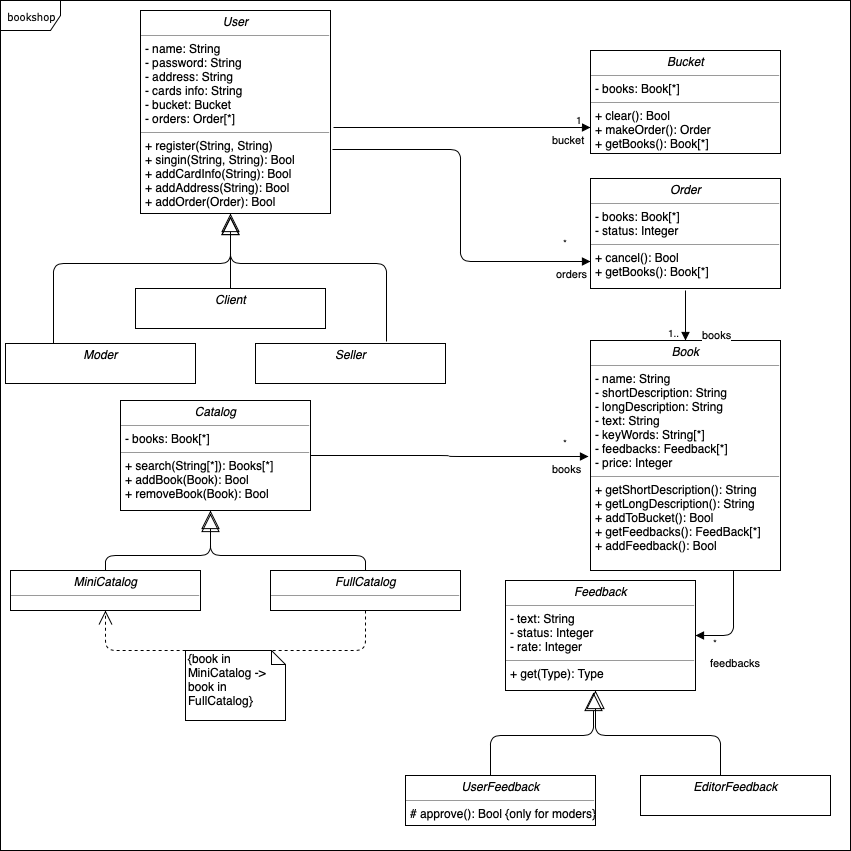 bookshop
User
- name: String
- password: String
- address: String
- cards info: String
- bucket: Bucket
- orders: Order[*]
+ register(String, String)
+ singin(String, String): Bool
+ addCardInfo(String): Bool
+ addAddress(String): Bool
+ addOrder(Order): Bool
Bucket
- books: Book[*]
+ clear(): Bool
+ makeOrder(): Order
+ getBooks(): Book[*]
1
bucket
Order
- books: Book[*]
- status: Integer
+ cancel(): Bool
+ getBooks(): Book[*]
*
orders
Client
Moder
Seller
1..
books
Book
- name: String
- shortDescription: String
- longDescription: String
- text: String
- keyWords: String[*]
- feedbacks: Feedback[*]
- price: Integer
+ getShortDescription(): String
+ getLongDescription(): String
+ addToBucket(): Bool
+ getFeedbacks(): FeedBack[*]
+ addFeedback(): Bool
Catalog
- books: Book[*]
+ search(String[*]): Books[*]
+ addBook(Book): Bool
+ removeBook(Book): Bool
*
books
MiniCatalog
FullCatalog
{book in
MiniCatalog ->
book in
FullCatalog}
Feedback
- text: String
- status: Integer
- rate: Integer
+ get(Type): Type
*
feedbacks
UserFeedback
# approve(): Bool {only for moders}
EditorFeedback